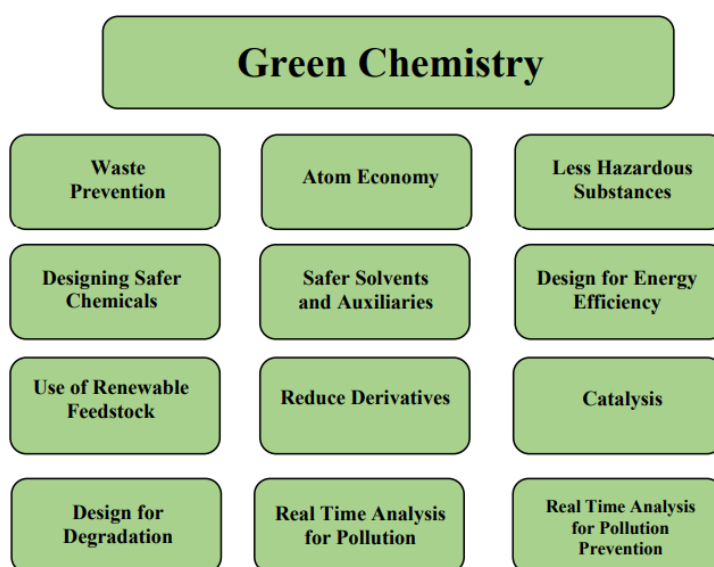 Green Chemistry
Waste
Prevention
Atom Economy
Less Hazardous
Substances
Designing Safer
Chemicals
Safer Solvents
and Auxiliaries
Design for Energy
Efficiency
Use of Renewable
Feedstock
Reduce Derivatives
Catalysis
Design for
Degradation
Real Time Analysis
for Pollution
Real Time Analysis
for Pollution
Prevention